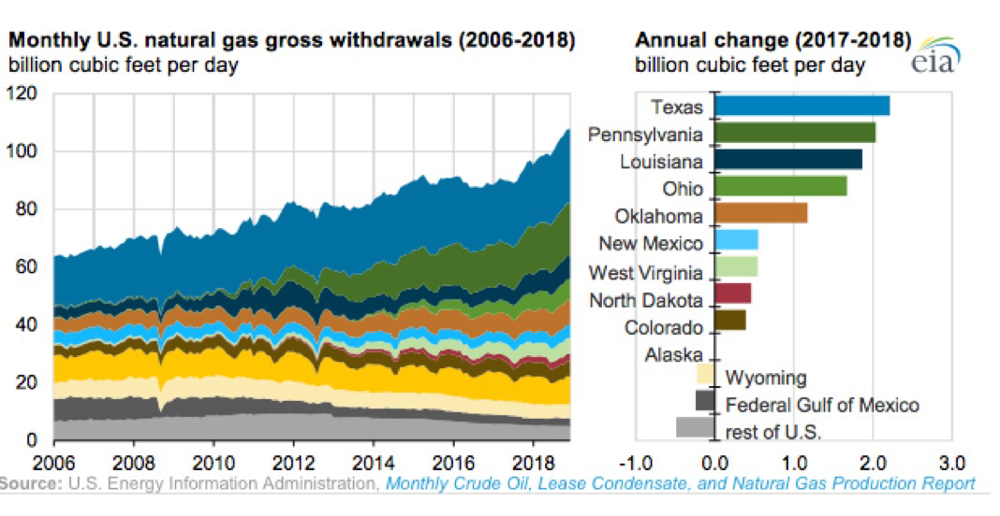 Monthly U.S. natural gas gross withdrawals (2006-2018)
billion cubic feet per day
120
100
80
60
40
20
0
2006 2008 2010 2012 2014 2016 2018
Annual change (2017-2018)
billion cubic feet per day
eia
Texas
Pennsylvania
Louisiana
Ohio
Oklahoma
New Mexico
West Virginia
North Dakota
Colorado
Alaska
Wyoming
Federal Gulf of Mexico
rest of U.S.
-1.0 0.0 1.0 2.0 3.0
Source: U.S. Energy Information Administration, Monthly Crude Oil, Lease Condensate, and Natural Gas Production Report